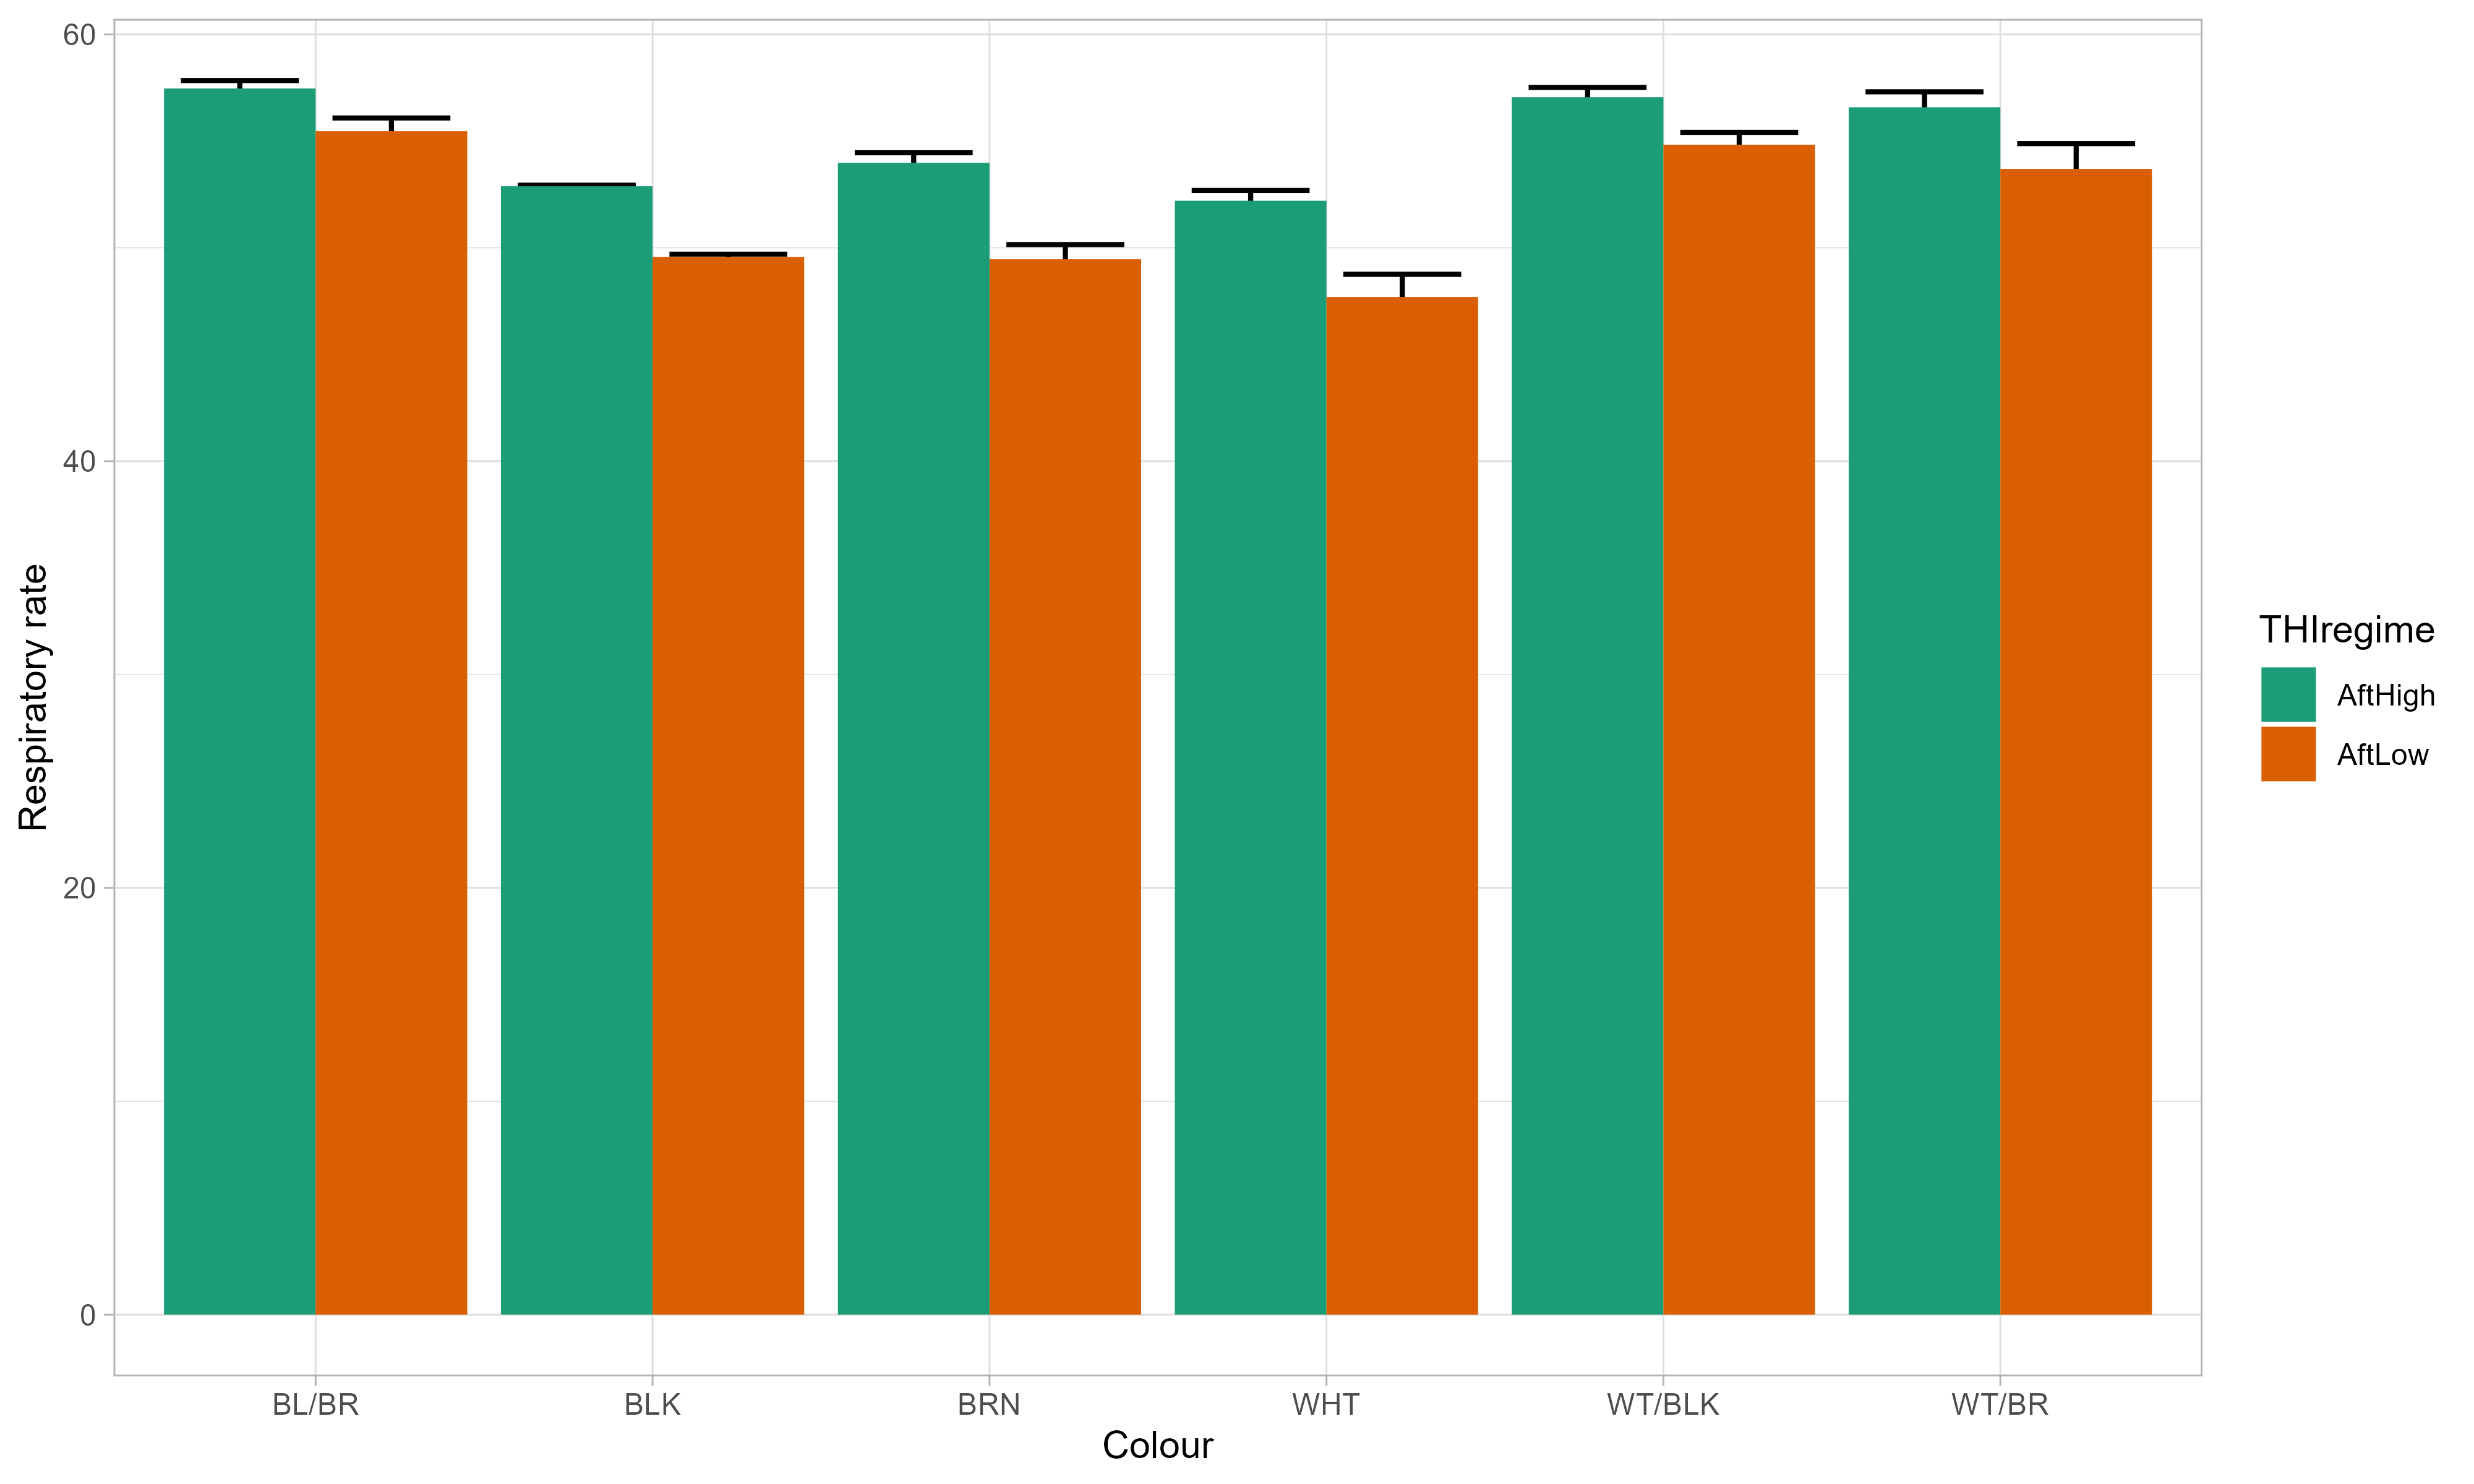 60
40
20
0
Respiratory rate
BL/BR
BLK
BRN
WHT
WT/BLK
WT/BR
Colour
THIregime
AftHigh
AftLow